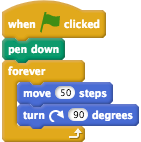 when clicked
pen down
forever
move 50 steps
turn 90 degrees